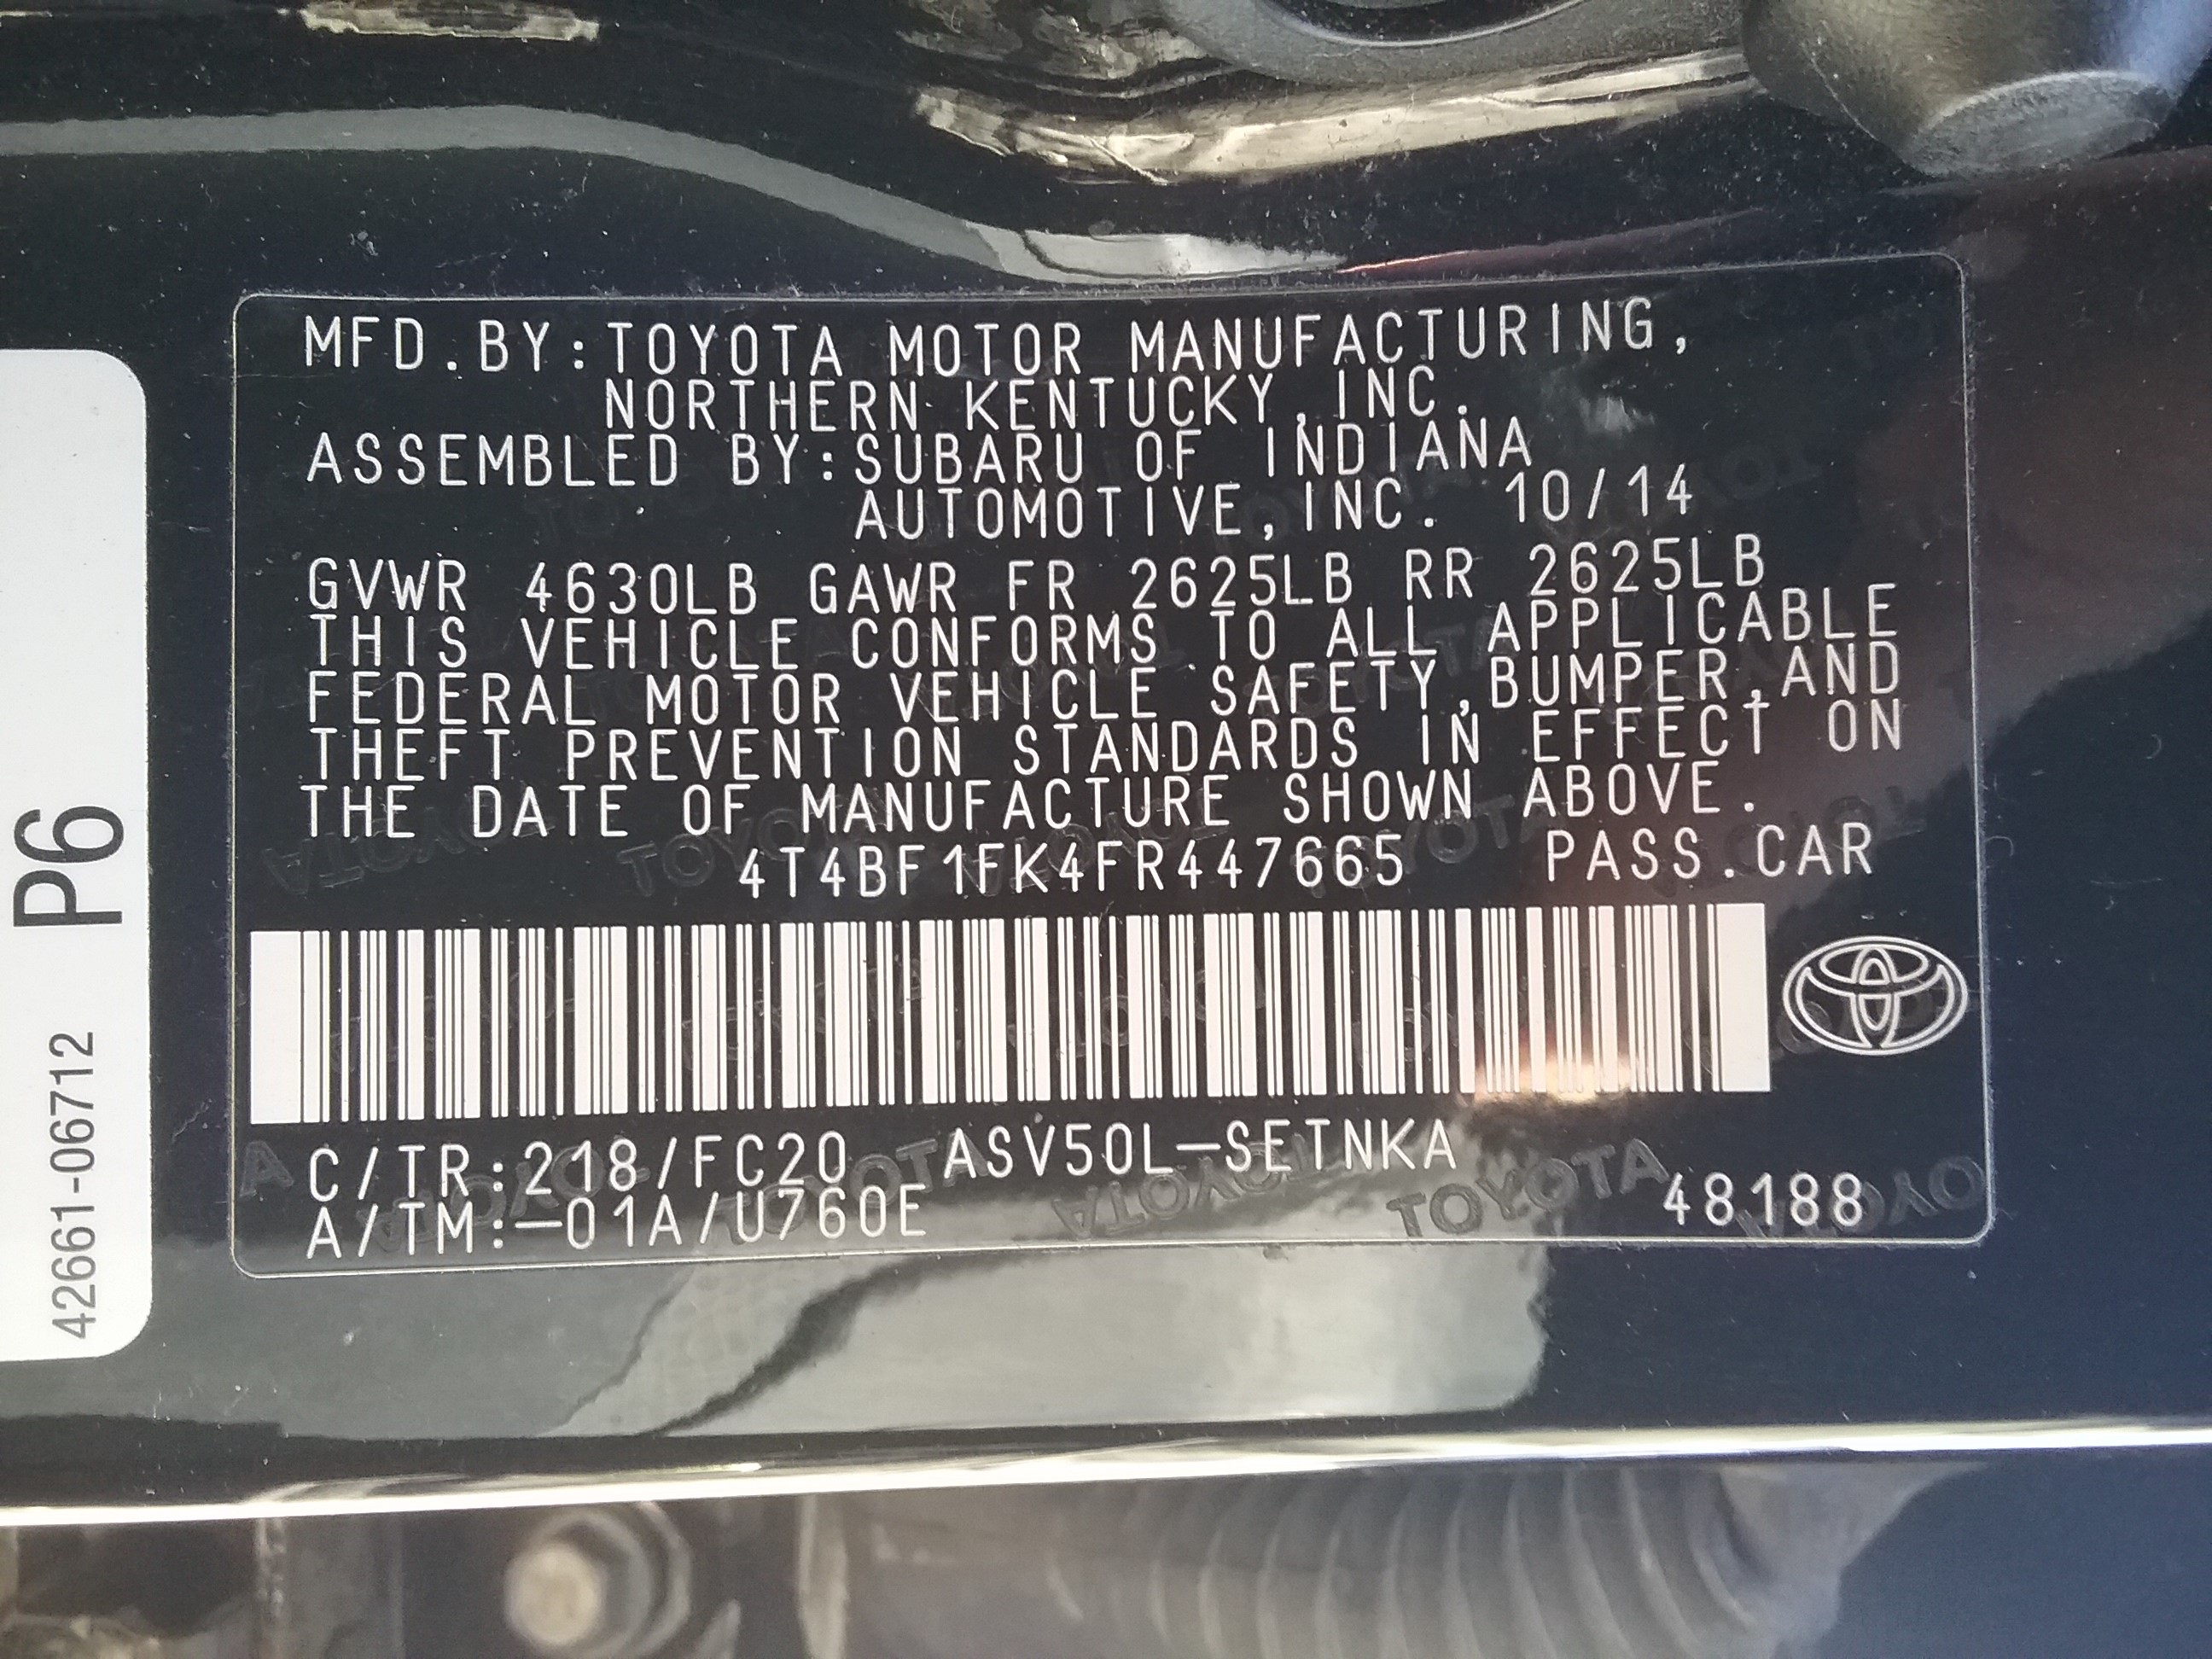 MFD.BY:TOYOTA MOTOR MANUFACTURING,
NORTHERN KENTUCKY,INC.
ASSEMBLED BY:SUBARU OF INDIANA
AUTOMOTIVE,INC. 10/14
GVWR 4630LB GAWR FR 2625LB RR 2625LB
THIS VEHICLE CONFORMS TO ALL APPLICABLE
FEDERAL MOTOR VEHICLE SAFETY,BUMPER,AND
THEFT PREVENTION STANDARDS IN EFFECT ON
THE DATE OF MANUFACTURE SHOWN ABOVE.
4T4BF1FK4FR447665 PASS.CAR
C/TR:218/FC20 ASV50L-SETNKA
A/TM:-01A/U760E 48188
42661-06712 P6